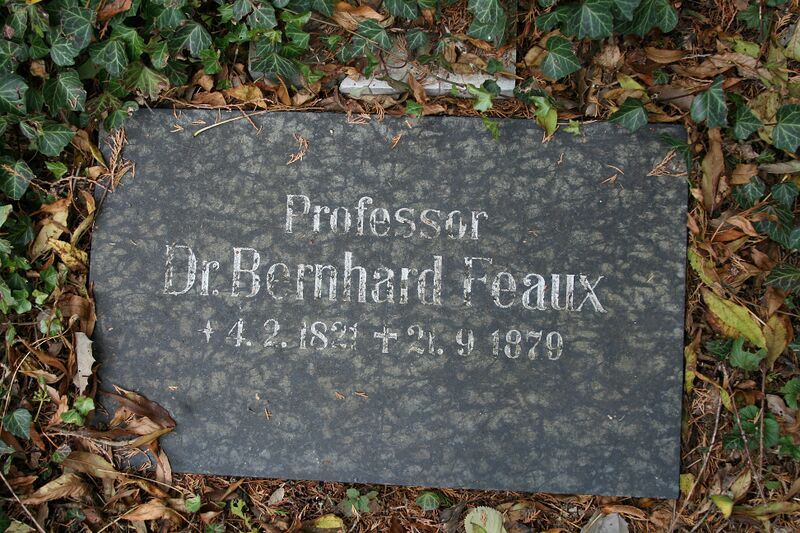 Professor
Dr. Bernhard Feaux
* 4. 2. 1821 ✝ 21. 9 1879